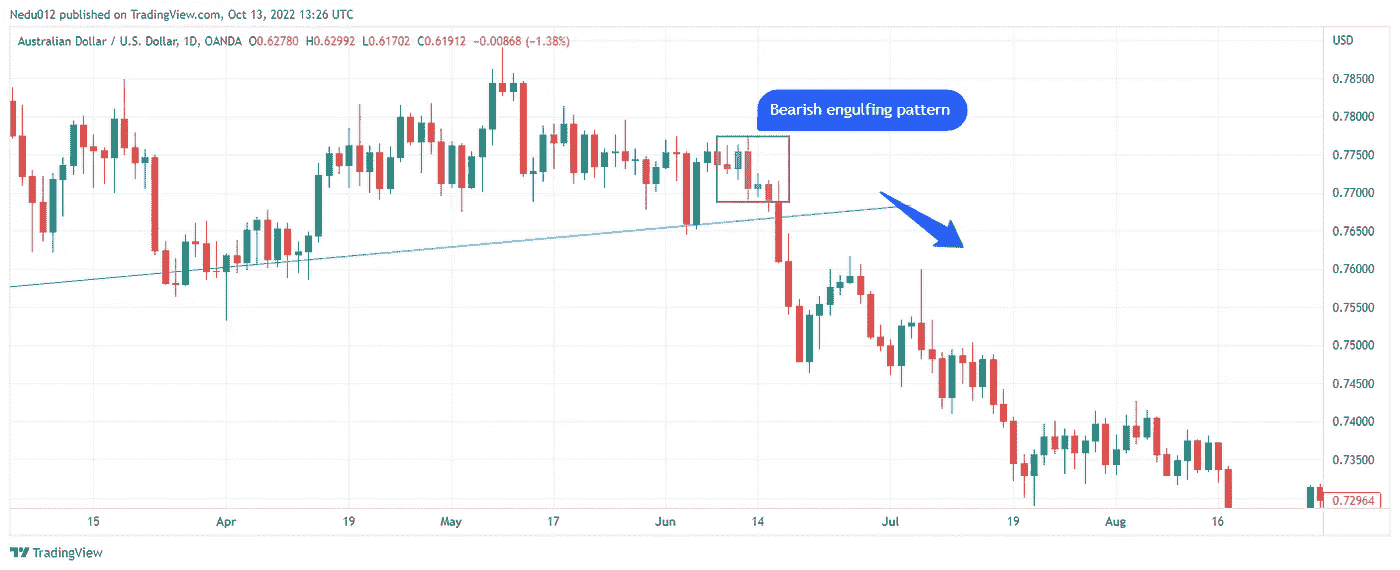 Nedu012 published on TradingView.com, Oct 13, 2022 13:26 UTC
Australian Dollar / U.S. Dollar, 1D, OANDA O0.62780 H0.62992 L0.61702 C0.61912 −0.00868 (−1.38%)
USD
0.78500
Bearish engulfing pattern
0.78000
0.77500
0.77000
0.76500
0.76000
0.75500
0.75000
0.74500
0.74000
0.73500
0.72964
15 Apr 19 May 17 Jun 14 Jul 19 Aug 16
TradingView